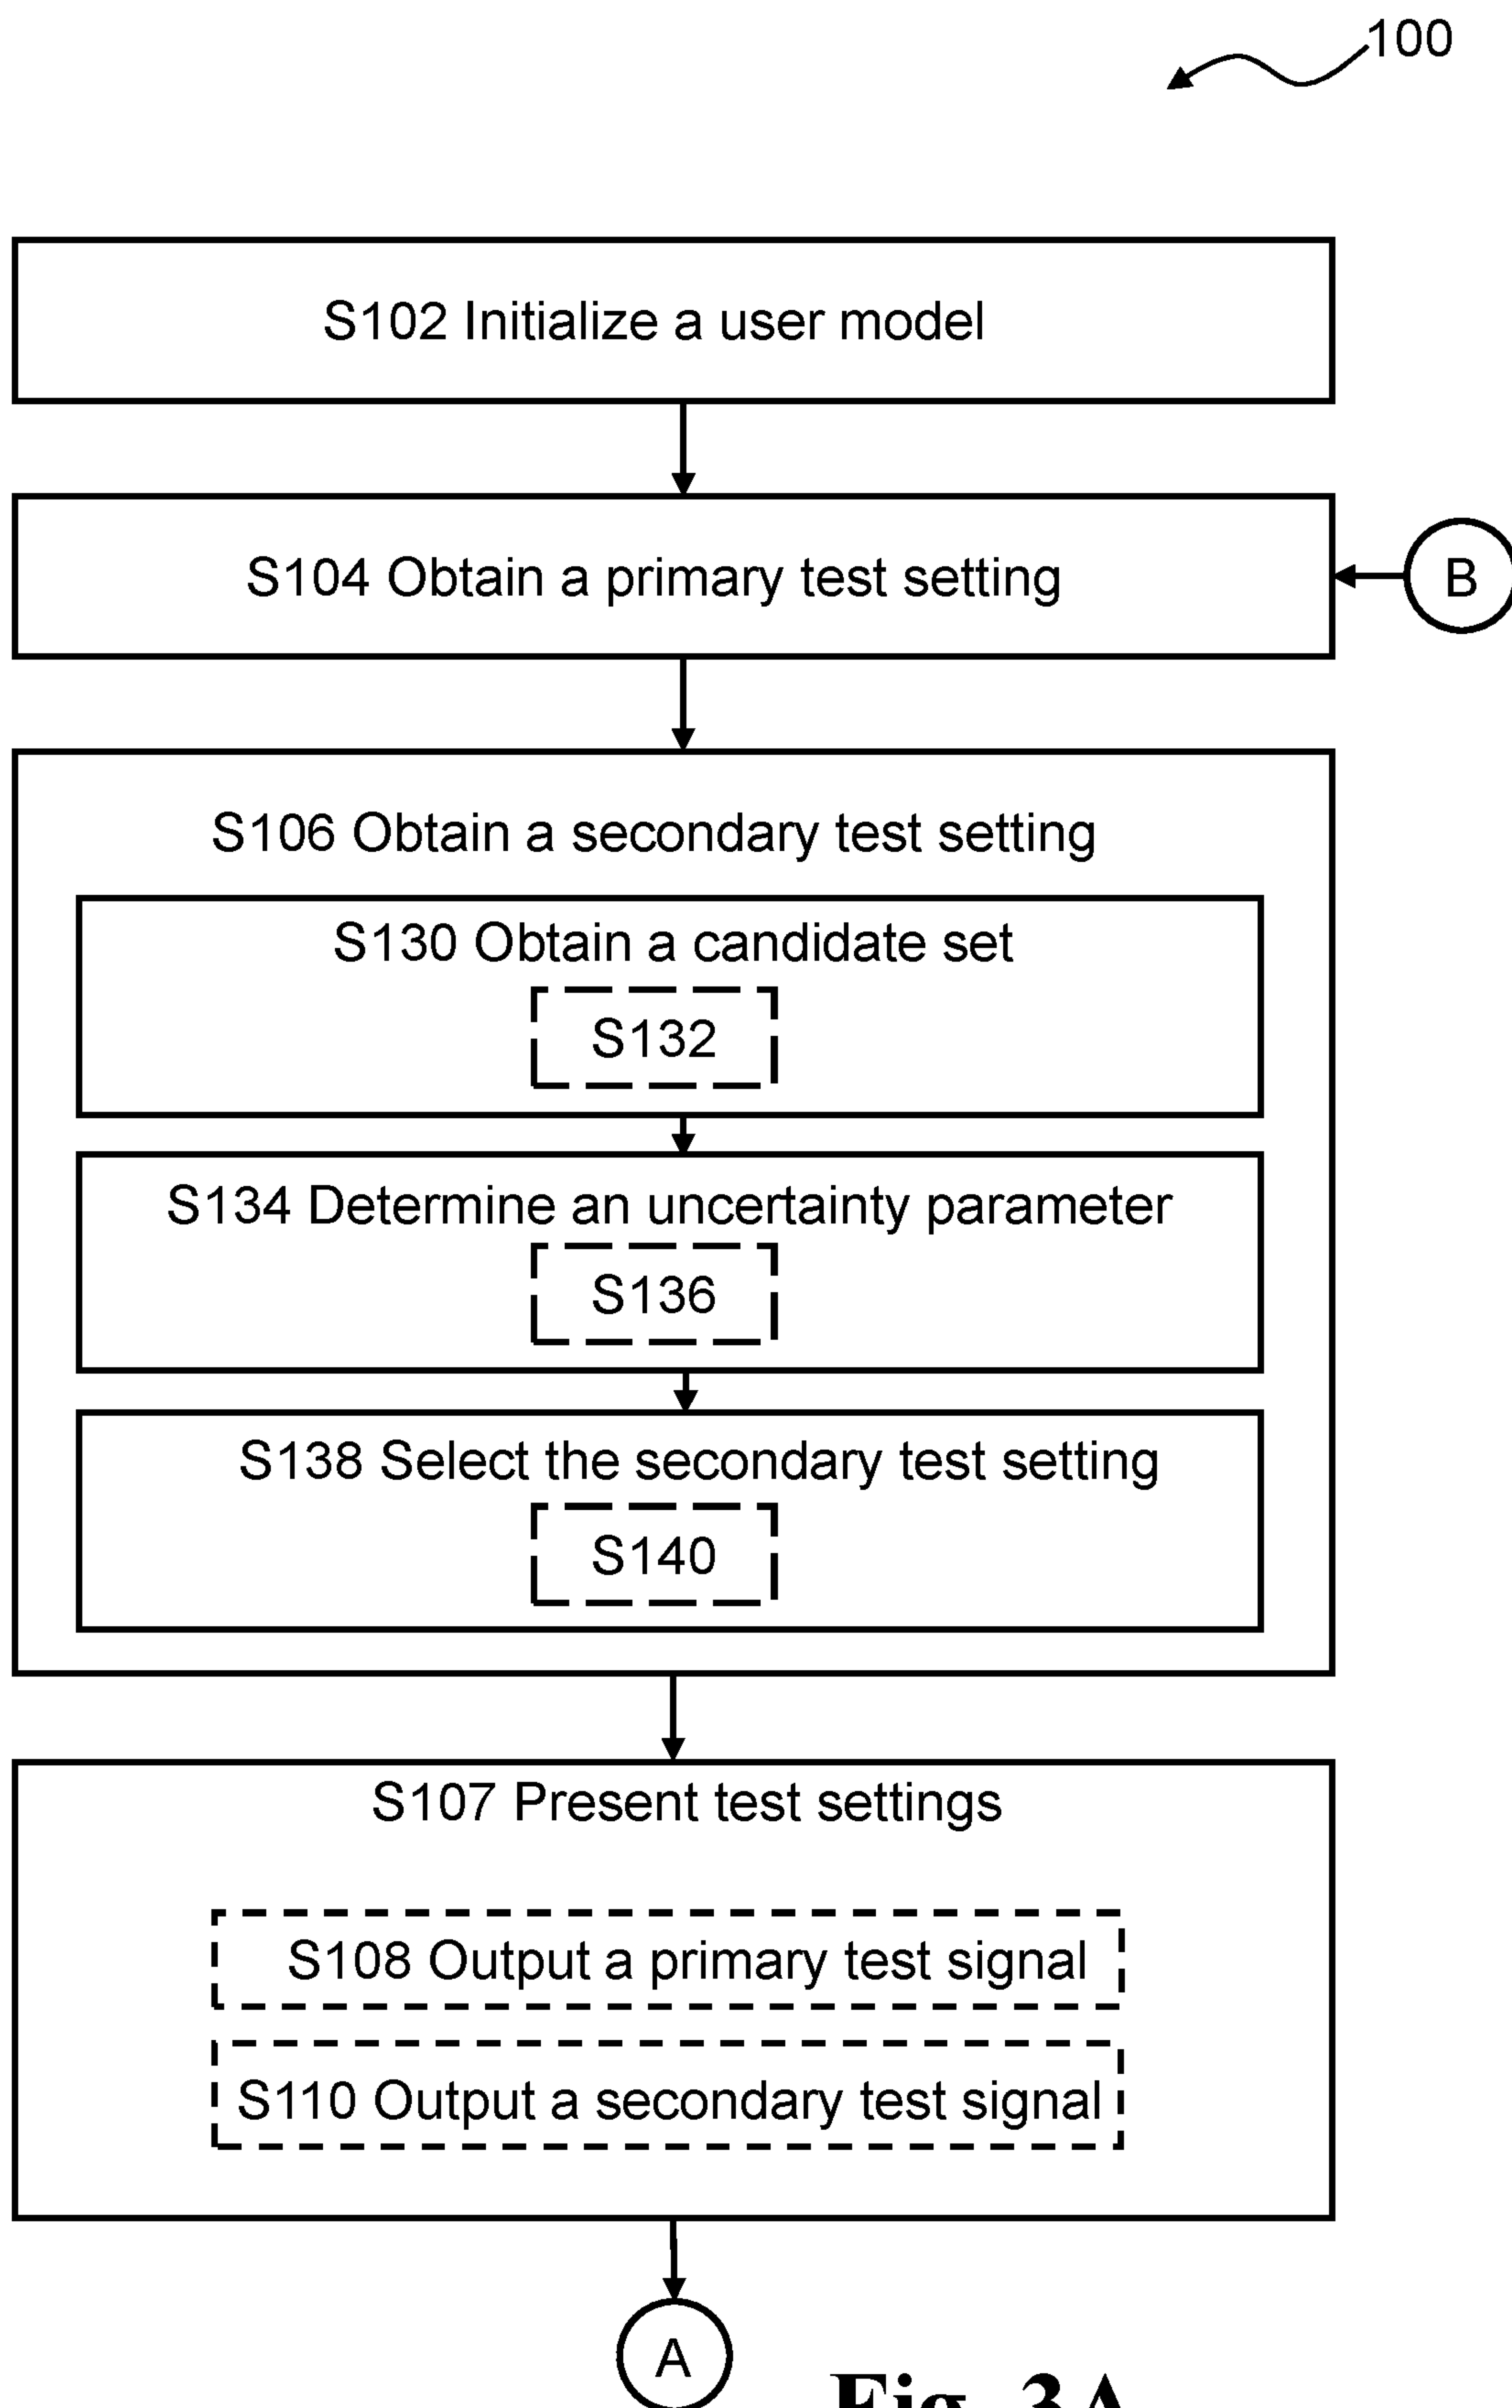 100
S102 Initialize a user model
S104 Obtain a primary test setting
B
S106 Obtain a secondary test setting
S130 Obtain a candidate set
S132
S134 Determine an uncertainty parameter
S136
S138 Select the secondary test setting
S140
S107 Present test settings
S108 Output a primary test signal
S110 Output a secondary test signal
A
Fig. 3A